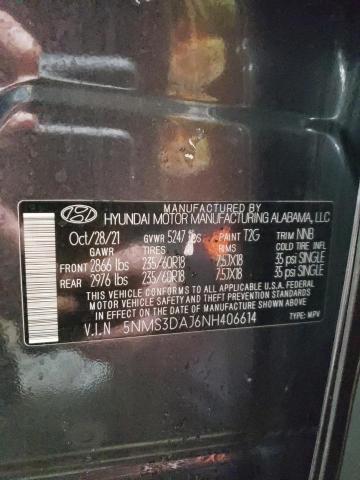 MANUFACTURED BY
HYUNDAI MOTOR MANUFACTURING ALABAMA, LLC
Oct/28/21 GVWR 5247 lbs PAINT T2G TRIM NNB
GAWR TIRES RIMS COLD TIRE INFL
FRONT 2866 lbs 235/60R18 7.5JX18 35 psi SINGLE
REAR 2976 lbs 235/60R18 7.5JX18 35 psi SINGLE
THIS VEHICLE CONFORMS TO ALL APPLICABLE U.S.A. FEDERAL
MOTOR VEHICLE SAFETY AND THEFT PREVENTION STANDARDS
IN EFFECT ON THE DATE OF MANUFACTURE SHOWN ABOVE.
V.I.N 5NMS3DAJ6NH406614 TYPE: MPV